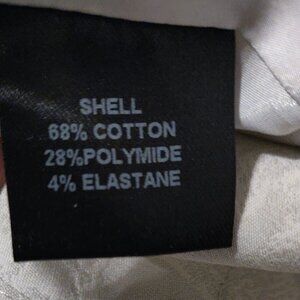 SHELL
68% COTTON
28%POLYMIDE
4% ELASTANE